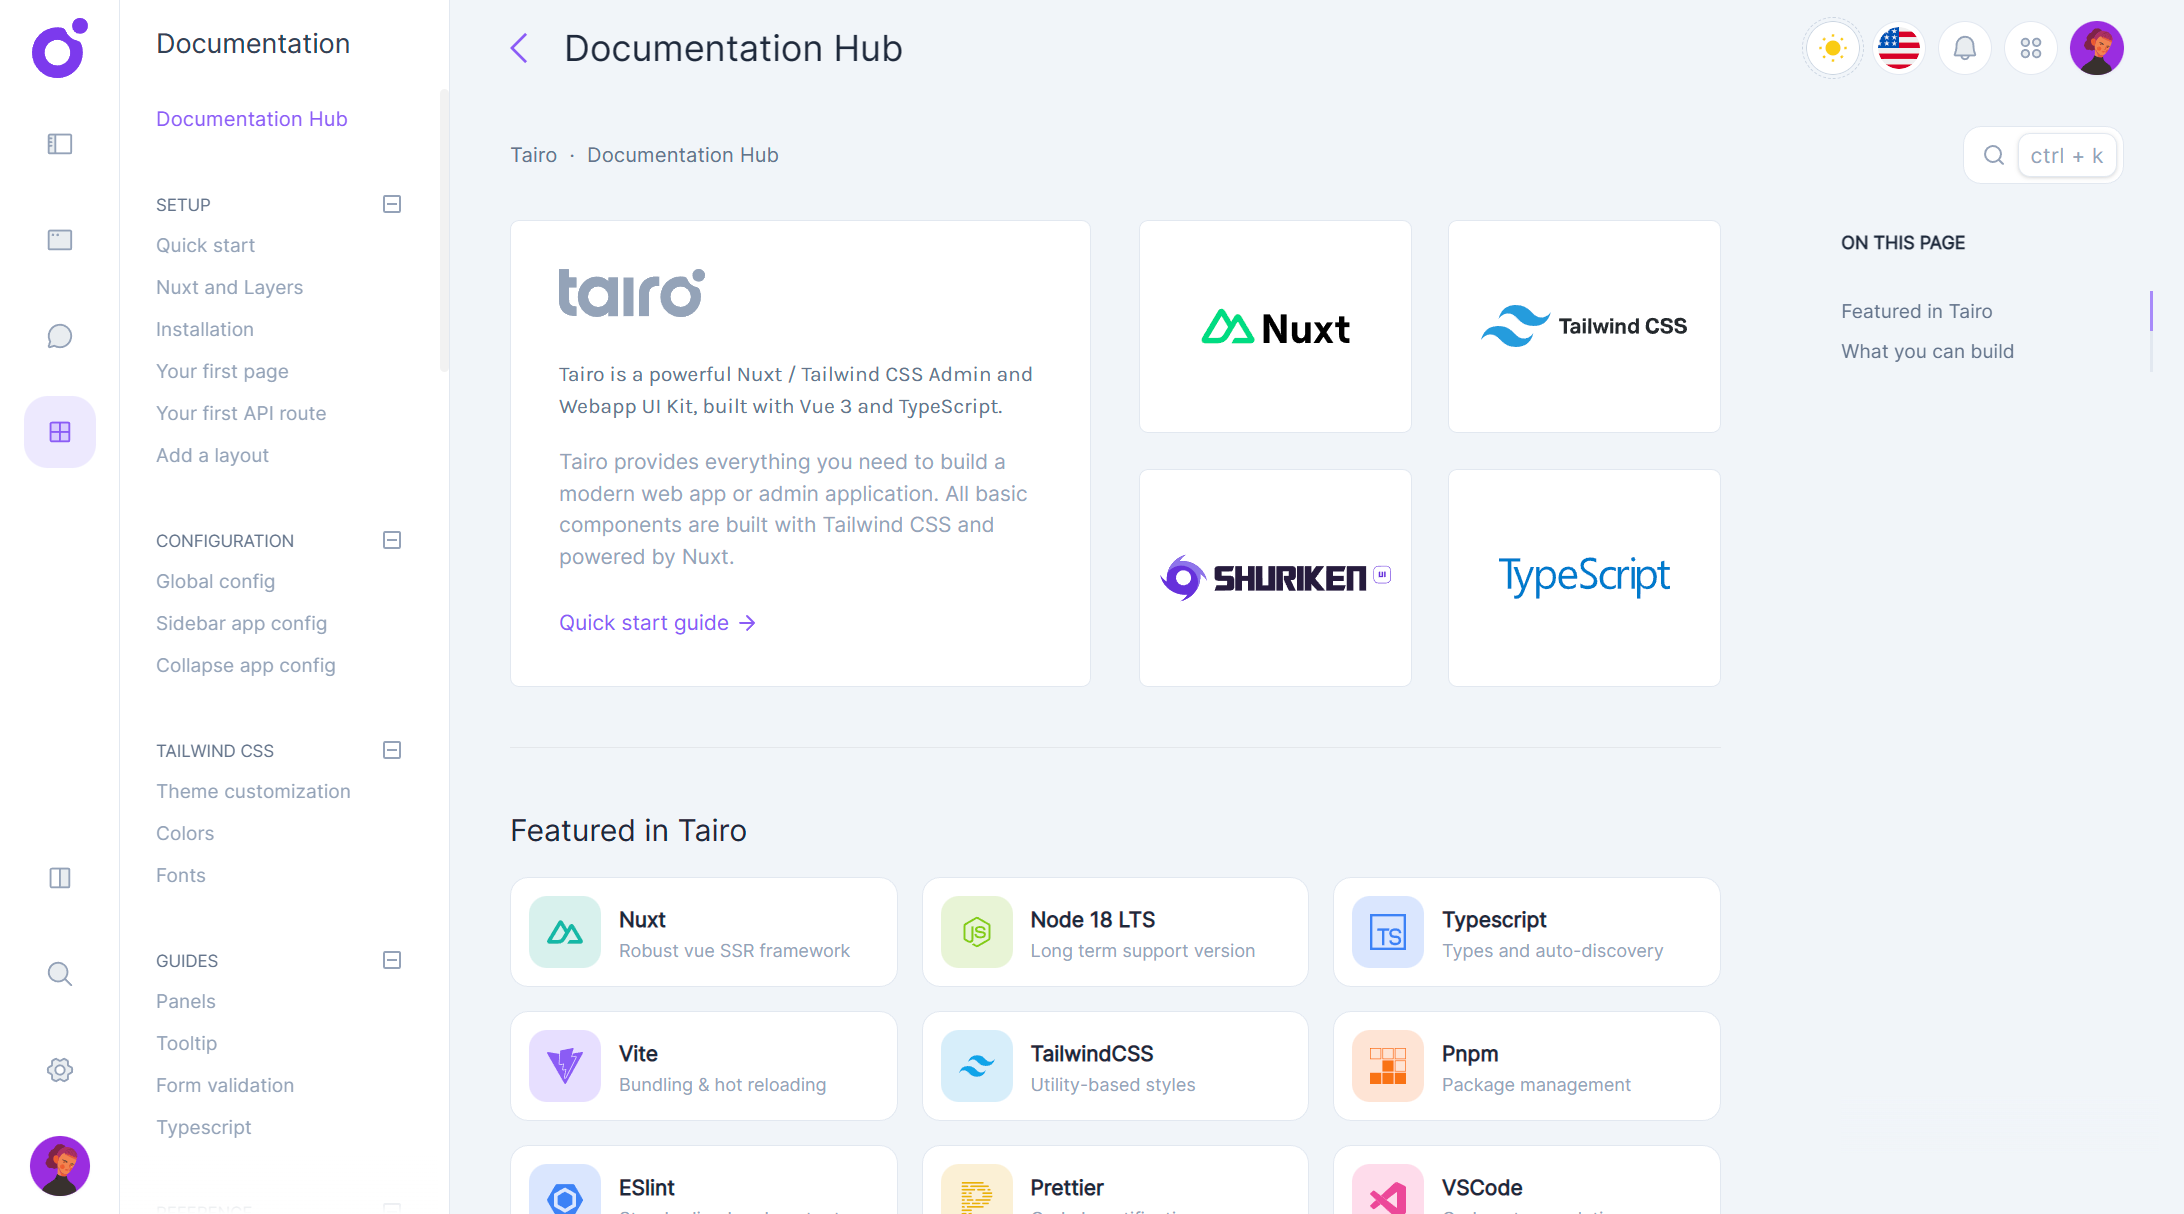 Documentation
Documentation Hub
SETUP
Quick start
Nuxt and Layers
Installation
Your first page
Your first API route
Add a layout
CONFIGURATION
Global config
Sidebar app config
Collapse app config
TAILWIND CSS
Theme customization
Colors
Fonts
GUIDES
Panels
Tooltip
Form validation
Typescript
Documentation Hub
Tairo · Documentation Hub
ctrl + k
tairo
Tairo is a powerful Nuxt / Tailwind CSS Admin and
Webapp UI Kit, built with Vue 3 and TypeScript.
Tairo provides everything you need to build a
modern web app or admin application. All basic
components are built with Tailwind CSS and
powered by Nuxt.
Quick start guide
Nuxt
Tailwind CSS
SHURIKEN UI
TypeScript
ON THIS PAGE
Featured in Tairo
What you can build
Featured in Tairo
Nuxt
Robust vue SSR framework
JS
Node 18 LTS
Long term support version
TS
Typescript
Types and auto-discovery
Vite
Bundling & hot reloading
TailwindCSS
Utility-based styles
Pnpm
Package management
ESlint
Prettier
VSCode